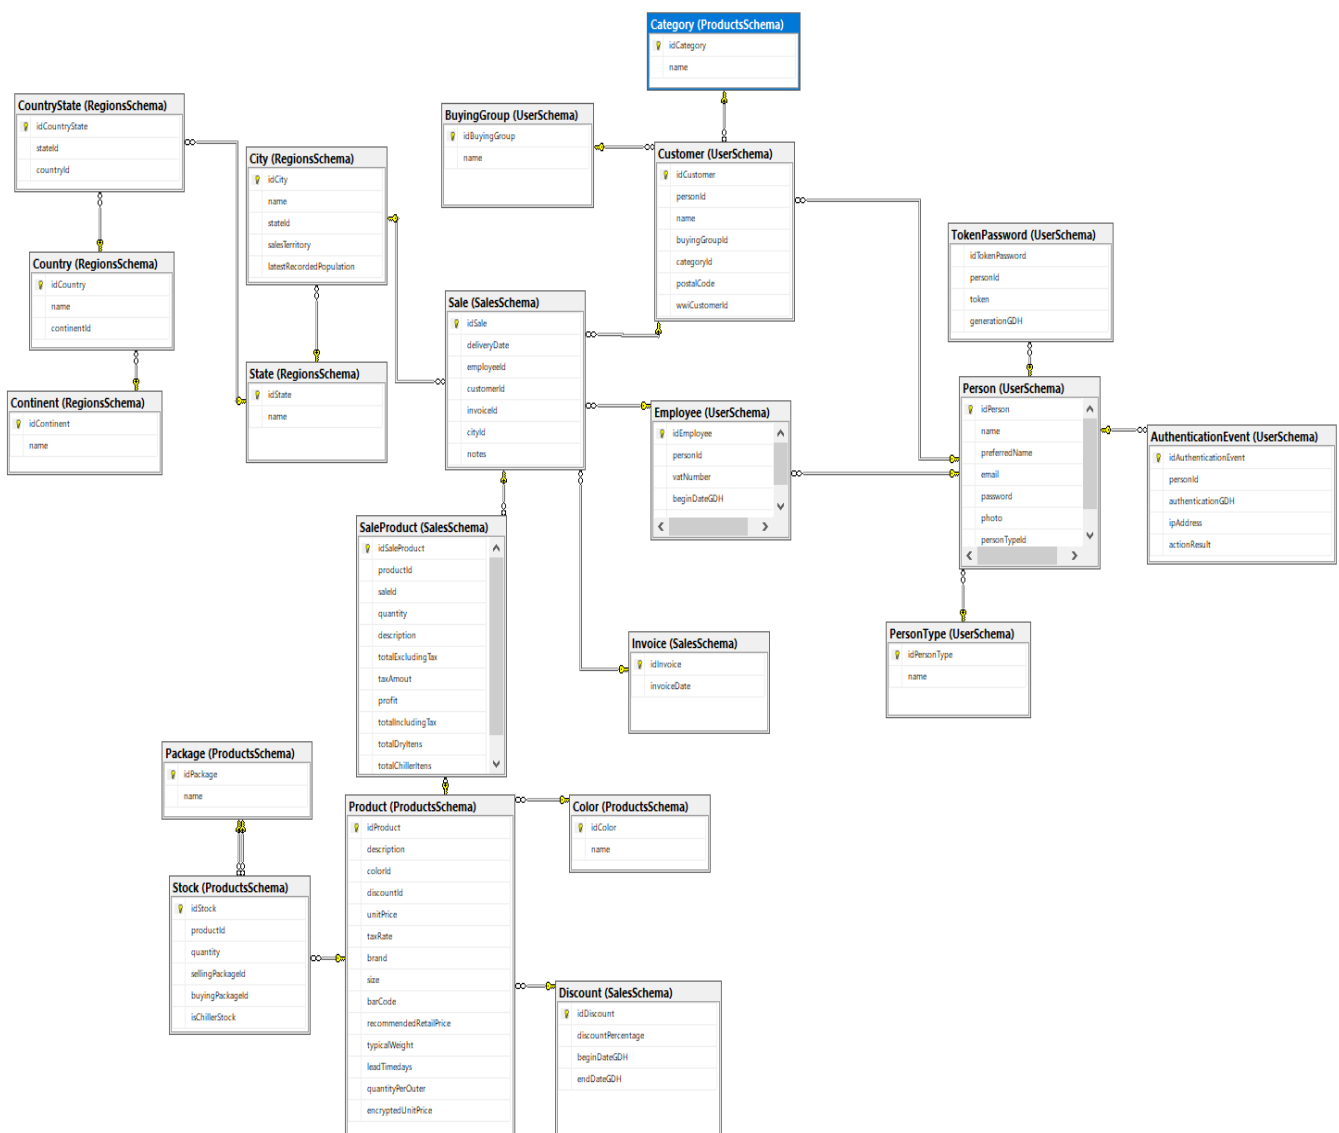 Category (ProductsSchema)
idCategory
name
CountryState (RegionsSchema)
idCountryState
stateId
countryId
BuyingGroup (UserSchema)
idBuyingGroup
name
City (RegionsSchema)
idCity
name
stateId
salesTerritory
latestRecordedPopulation
Customer (UserSchema)
idCustomer
personId
name
buyingGroupId
categoryId
postalCode
wwiCustomerId
TokenPassword (UserSchema)
idTokenPassword
personId
token
generationGDH
Country (RegionsSchema)
idCountry
name
continentId
Sale (SalesSchema)
idSale
deliveryDate
employeeId
customerId
invoiceId
cityId
notes
State (RegionsSchema)
idState
name
Continent (RegionsSchema)
idContinent
name
Employee (UserSchema)
idEmployee
personId
vatNumber
beginDateGDH
Person (UserSchema)
idPerson
name
preferredName
email
password
photo
personTypeId
AuthenticationEvent (UserSchema)
idAuthenticationEvent
personId
authenticationGDH
ipAddress
actionResult
SaleProduct (SalesSchema)
idSaleProduct
productId
saleId
quantity
description
totalExcludingTax
taxAmout
profit
totalIncludingTax
totalDryItens
totalChillerItens
Invoice (SalesSchema)
idInvoice
invoiceDate
PersonType (UserSchema)
idPersonType
name
Package (ProductsSchema)
idPackage
name
Product (ProductsSchema)
idProduct
description
colorId
discountId
unitPrice
taxRate
brand
size
barCode
recommendedRetailPrice
typicalWeight
leadTimedays
quantityPerOuter
encryptedUnitPrice
Color (ProductsSchema)
idColor
name
Stock (ProductsSchema)
idStock
productId
quantity
sellingPackageId
buyingPackageId
isChillerStock
Discount (SalesSchema)
idDiscount
discountPercentage
beginDateGDH
endDateGDH